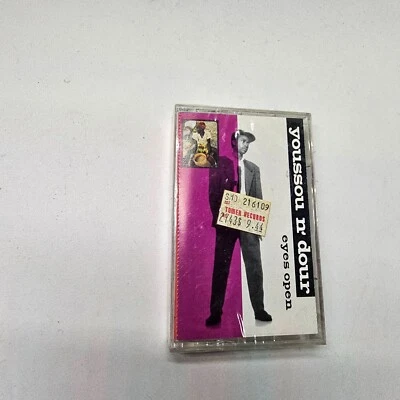 youssou n'dour
eyes open
216109
TOWER RECORDS